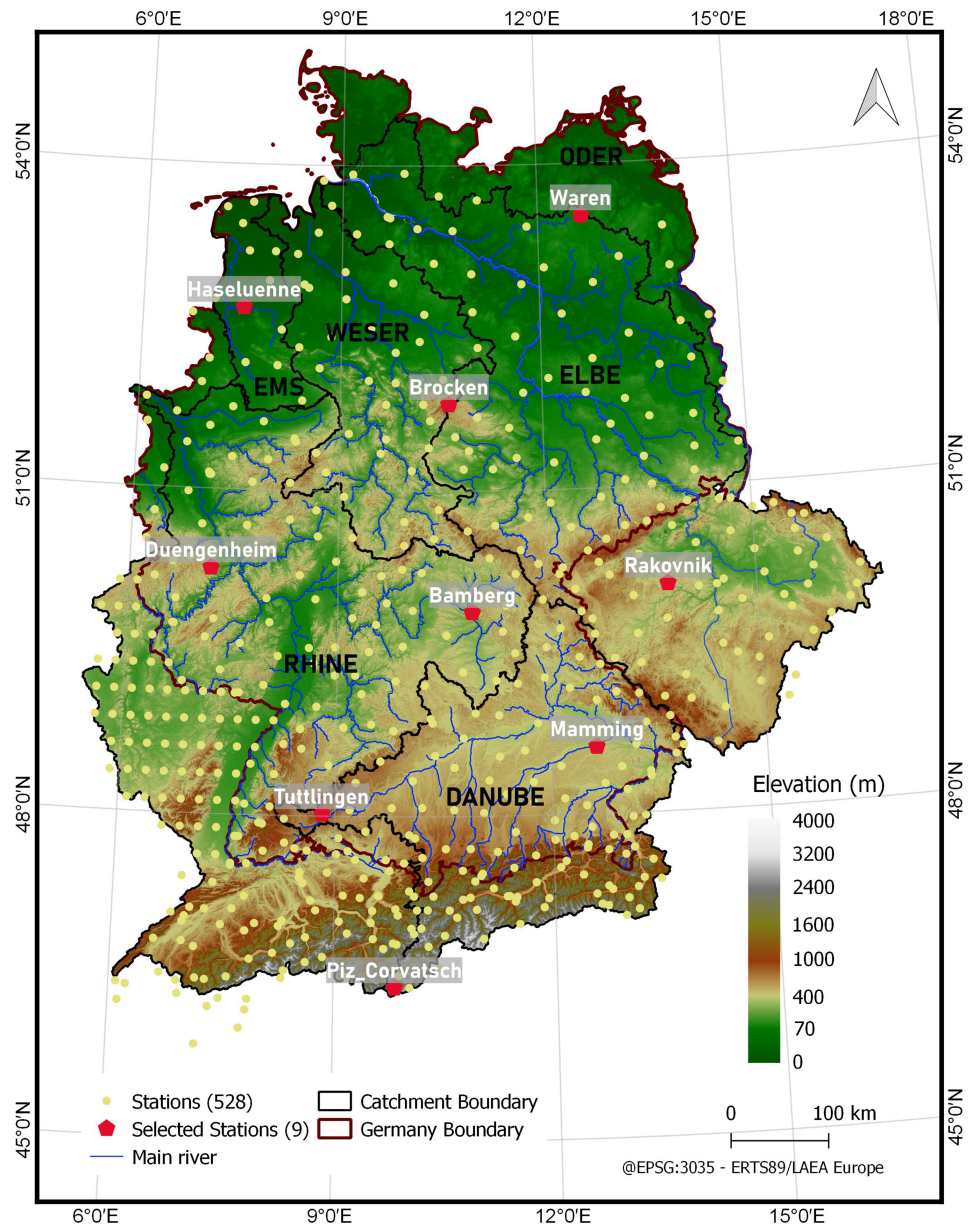 6°0'E 9°0'E 12°0'E 15°0'E 18°0'E
54°0'N 54°0'N
ODER
Waren
Haseluenne
WESER
ELBE
Brocken
EMS
51°0'N 51°0'N
Duengenheim
Rakovnik
Bamberg
RHINE
Mamming
Tuttlingen
DANUBE
48°0'N 48°0'N
Piz_Corvatsch
Elevation (m)
4000
3200
2400
1600
1000
400
70
0
Stations (528)
Selected Stations (9)
Main river
Catchment Boundary
Germany Boundary
0 100 km
@EPSG:3035 - ERTS89/LAEA Europe
45°0'N 45°0'N
6°0'E 9°0'E 12°0'E 15°0'E